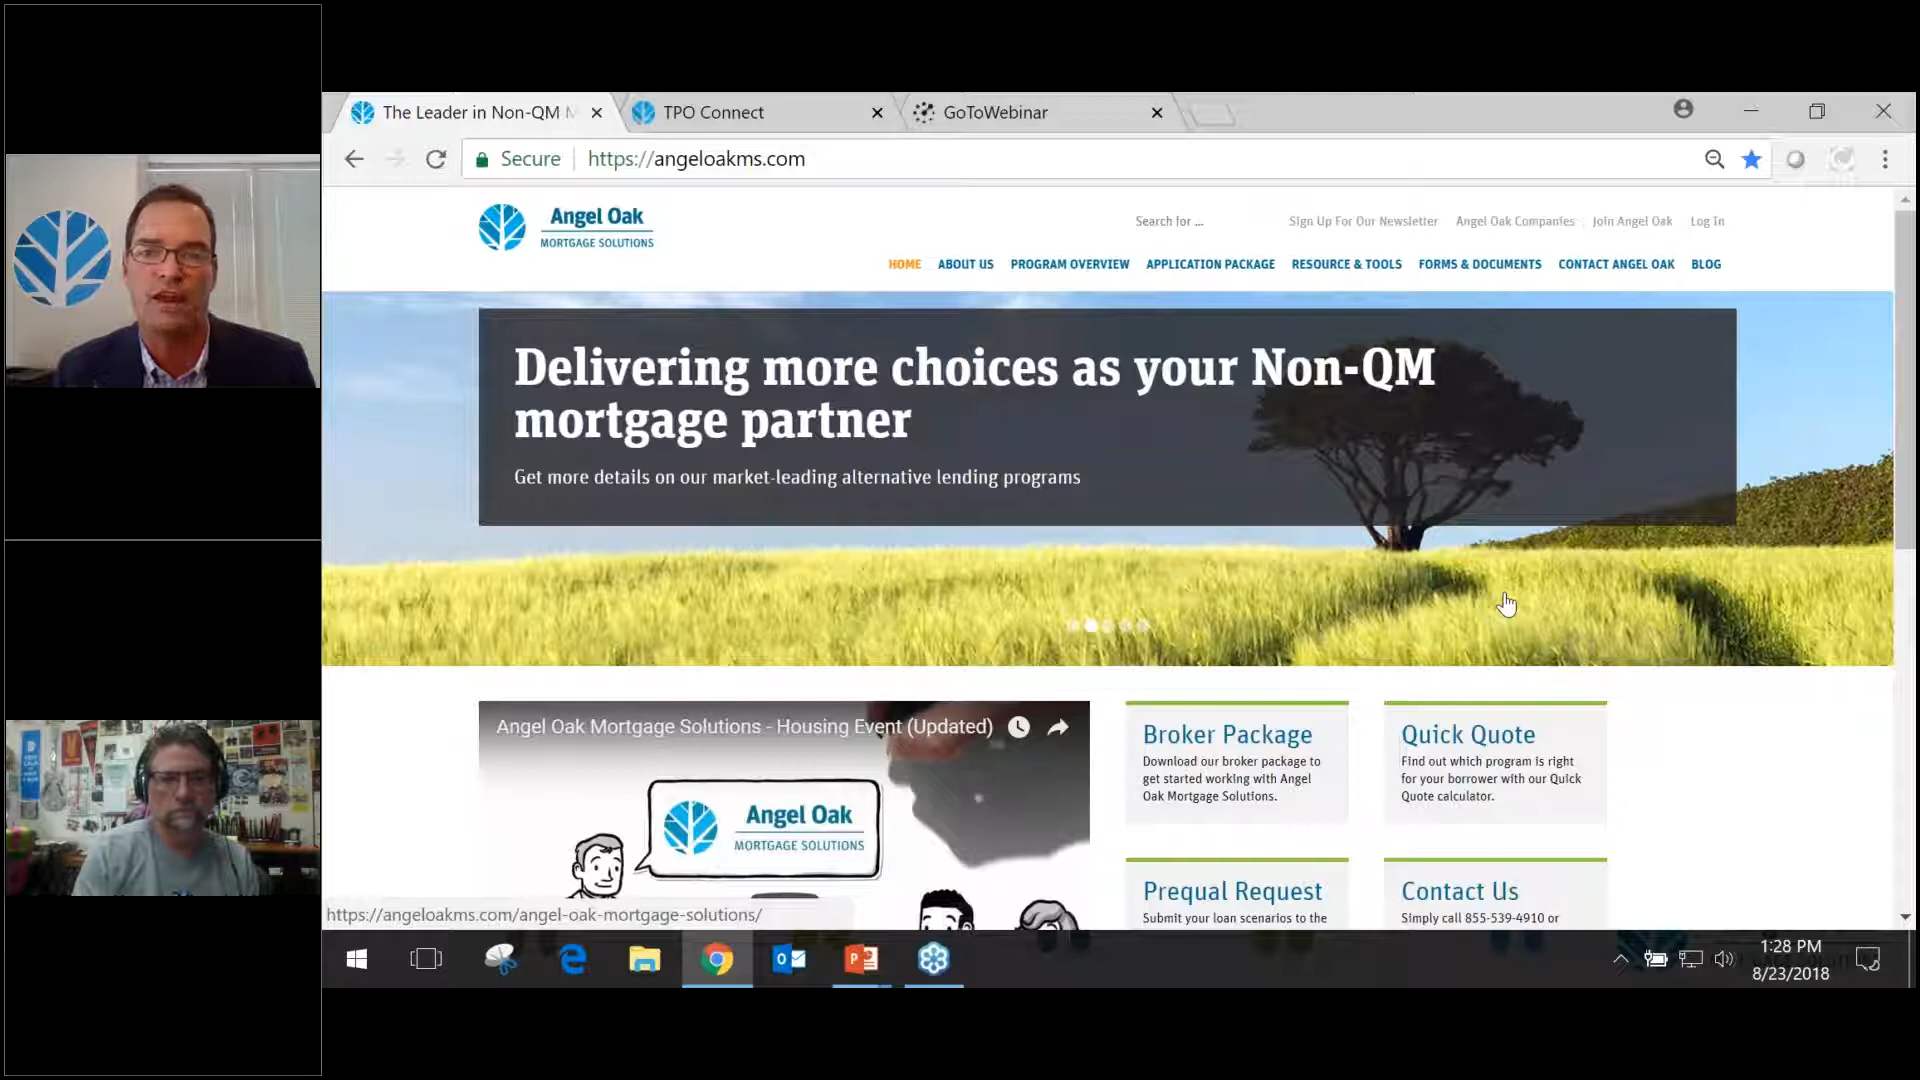 The Leader in Non-QM M
TPO Connect
GoToWebinar
Secure
https://angeloakms.com
Angel Oak
MORTGAGE SOLUTIONS
Search for ...
Sign Up For Our Newsletter
Angel Oak Companies
Join Angel Oak
Log In
HOME
ABOUT US
PROGRAM OVERVIEW
APPLICATION PACKAGE
RESOURCE & TOOLS
FORMS & DOCUMENTS
CONTACT ANGEL OAK
BLOG
Delivering more choices as your Non-QM
mortgage partner
Get more details on our market-leading alternative lending programs
Angel Oak Mortgage Solutions - Housing Event (Updated)
Angel Oak
MORTGAGE SOLUTIONS
Broker Package
Download our broker package to
get started working with Angel
Oak Mortgage Solutions.
Quick Quote
Find out which program is right
for your borrower with our Quick
Quote calculator.
Prequal Request
Submit your loan scenarios to the
Contact Us
Simply call 855-539-4910 or
https://angeloakms.com/angel-oak-mortgage-solutions/
1:28 PM
8/23/2018